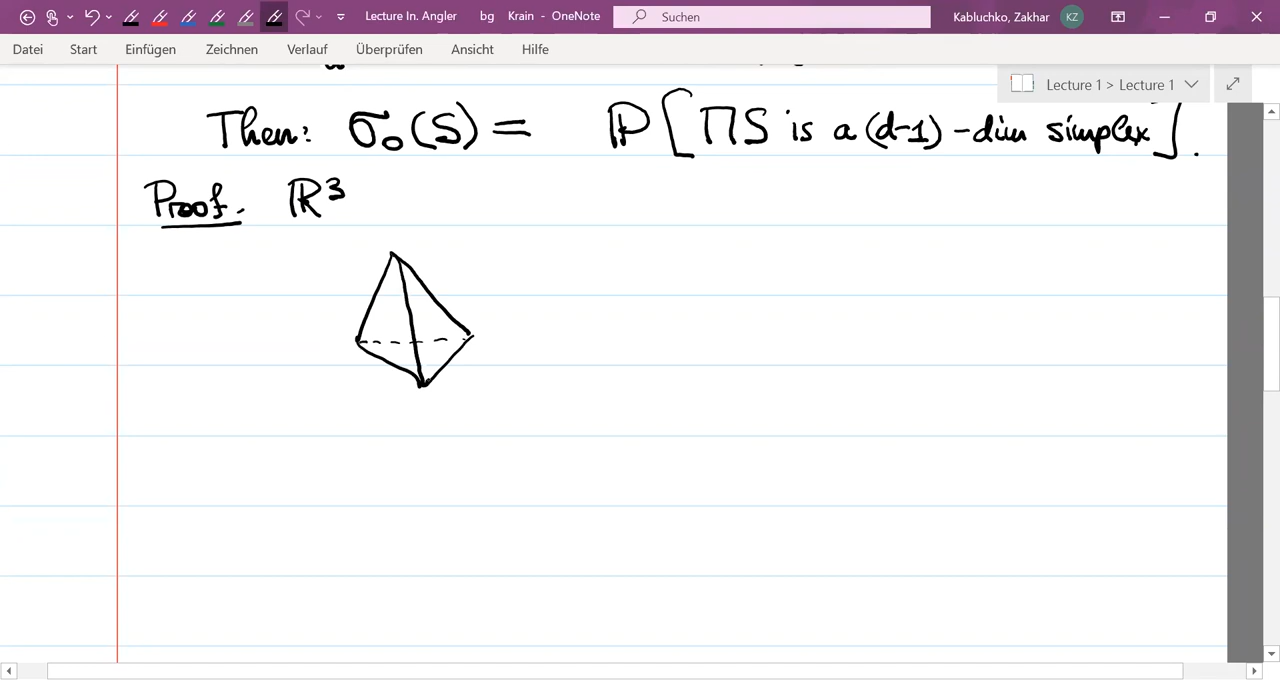 Lecture In. Angler bg Krain - OneNote
Suchen
Kabluchko, Zakhar KZ
Datei Start Einfügen Zeichnen Verlauf Überprüfen Ansicht Hilfe
Lecture 1 > Lecture 1
Then: σ₀(S) = ℙ[ΠS is a (d-1)-dim simplex].
Proof. ℝ³